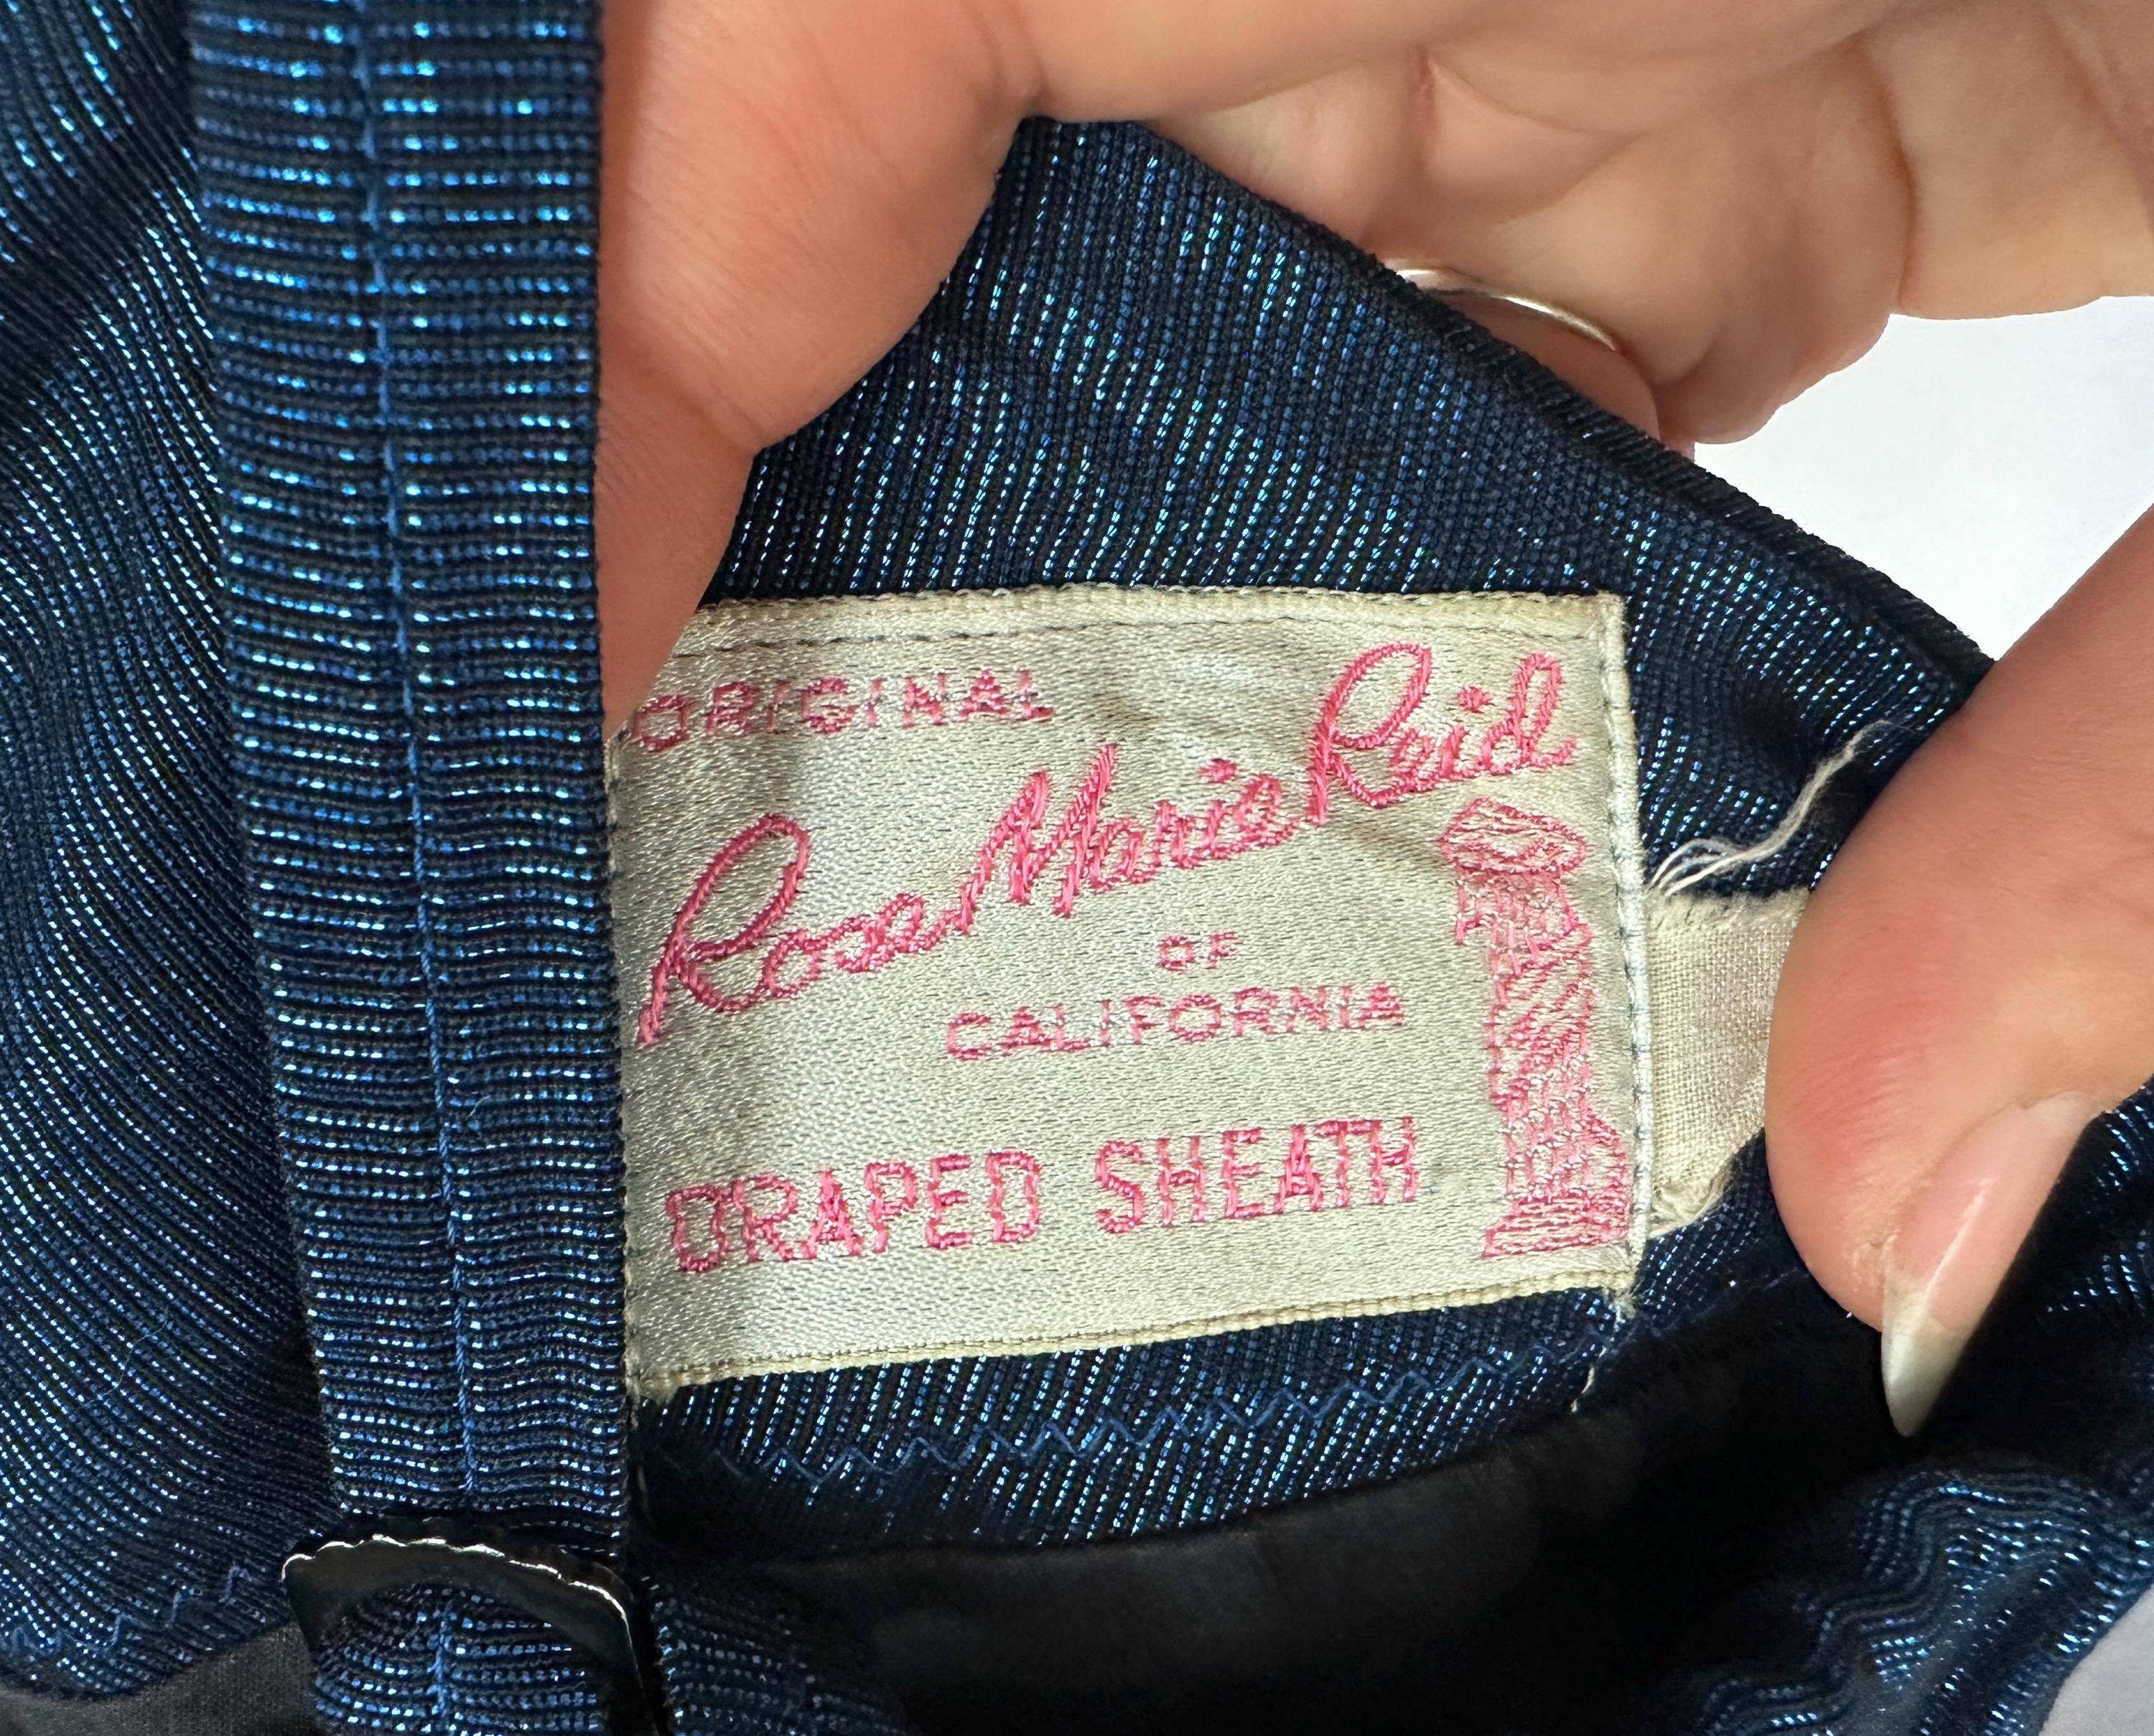 ORIGINAL
Rose Marie Reid
OF
CALIFORNIA
DRAPED SHEATH